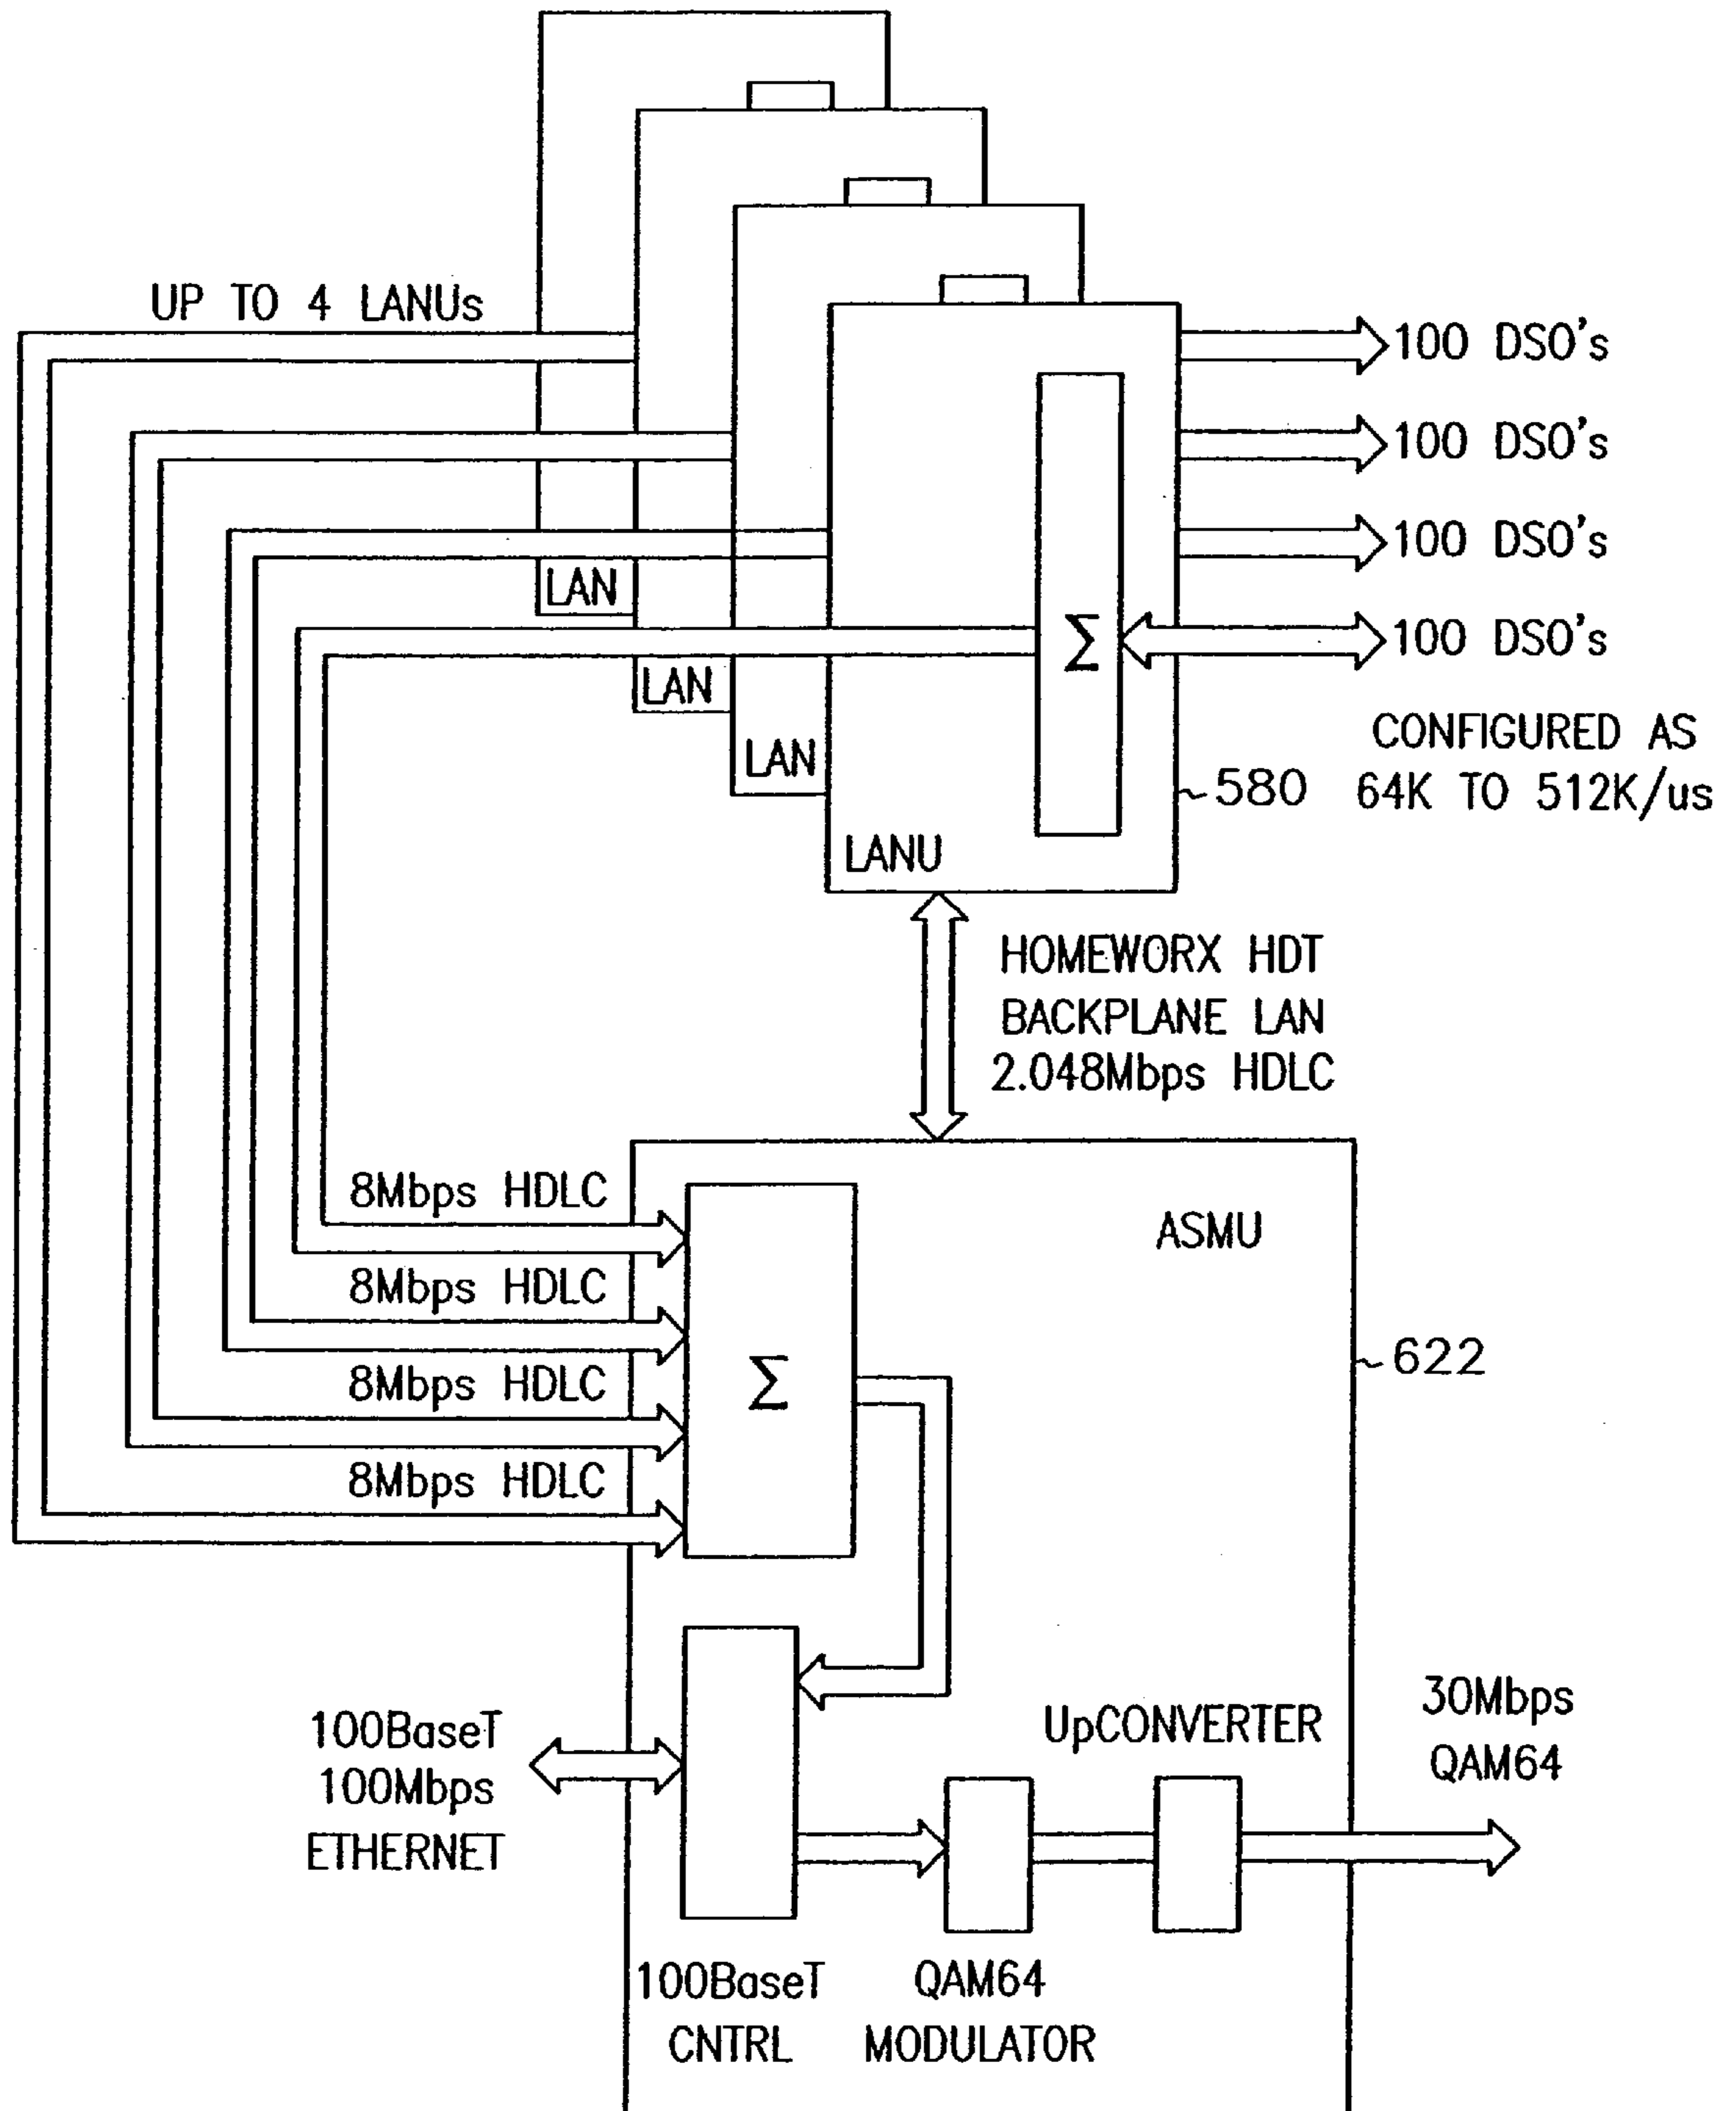 UP TO 4 LANUs
100 DSO's
100 DSO's
100 DSO's
LAN
Σ
100 DSO's
LAN
CONFIGURED AS
LAN
580
64K TO 512K/us
LANU
HOMEWORX HDT
BACKPLANE LAN
2.048Mbps HDLC
8Mbps HDLC
ASMU
8Mbps HDLC
622
8Mbps HDLC
Σ
8Mbps HDLC
30Mbps
QAM64
UpCONVERTER
100BaseT
100Mbps
ETHERNET
100BaseT
CNTRL
QAM64
MODULATOR